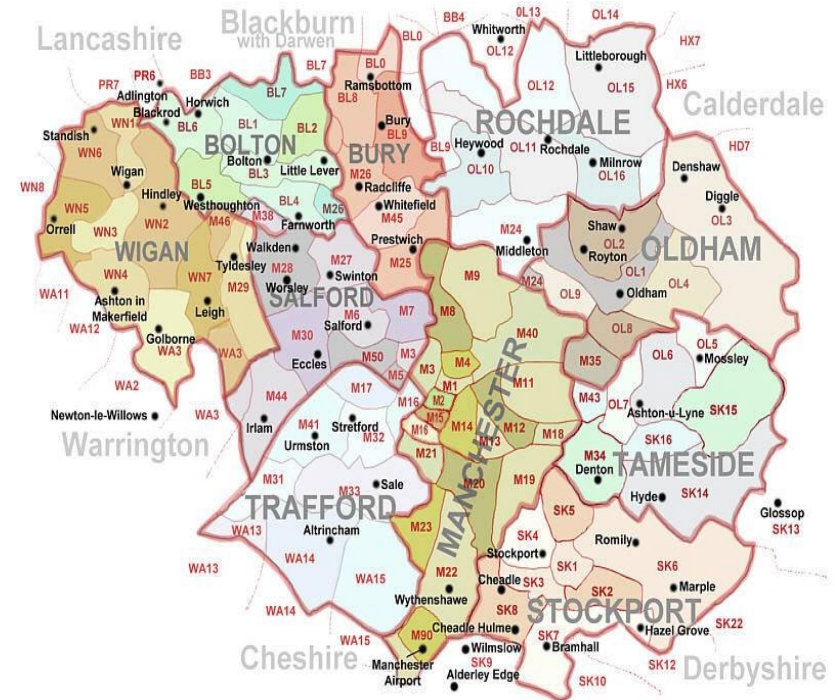 Lancashire
Blackburn
with Darwen
BL0
BB4
Whitworth
OL12
OL13
OL14
HX7
PR7
PR6
Adlington
BB3
BL7
BL7
BL0
Ramsbottom
BL8
Littleborough
OL12
OL15
HX6
Calderdale
Blackrod
Horwich
BL6
BL1
BL2
Bury
BL9
ROCHDALE
Standish
WN1
WN6
BOLTON
Bolton
BL3
Little Lever
BURY
BL9
Heywood
OL10
OL11
Rochdale
Milnrow
OL16
HD7
Denshaw
WN8
Wigan
Hindley
BL5
Westhoughton
M38
BL4
Farnworth
M26
M26
Radcliffe
Whitefield
M45
Diggle
OL3
WN5
Orrell
WN3
WN2
M46
WIGAN
Tyldesley
Walkden
M28
Worsley
M27
Swinton
Prestwich
M25
M24
Middleton
Shaw
OL2
Royton
OL1
OLDHAM
WA11
WN4
Ashton in
Makerfield
WN7
Leigh
M29
SALFORD
M6
Salford
M7
M9
M8
M24
OL9
Oldham
OL4
WA12
Golborne
WA3
WA3
M30
Eccles
M50
M5
M3
M40
OL8
M35
WA2
Newton-le-Willows
WA3
Warrington
M44
Irlam
M17
M16
M3
M4
M1
M2
M15
M16
M11
M14
M13
M12
M18
MANCHESTER
OL6
OL5
Mossley
M43
OL7
Ashton-u-Lyne
SK15
M41
Urmston
Stretford
M32
M21
SK16
M34
Denton
TAMESIDE
Hyde
SK14
M31
M33
Sale
TRAFFORD
M20
M19
Glossop
SK13
WA13
WA13
Altrincham
WA14
WA15
M23
M22
Wythenshawe
SK5
SK4
Stockport
Romily
SK1
SK6
Marple
Cheadle
SK3
SK2
SK8
STOCKPORT
WA14
WA15
Cheadle Hulme
Hazel Grove
SK22
Cheshire
M90
Manchester
Airport
Wilmslow
SK9
Alderley Edge
SK7
Bramhall
SK10
SK12
Derbyshire